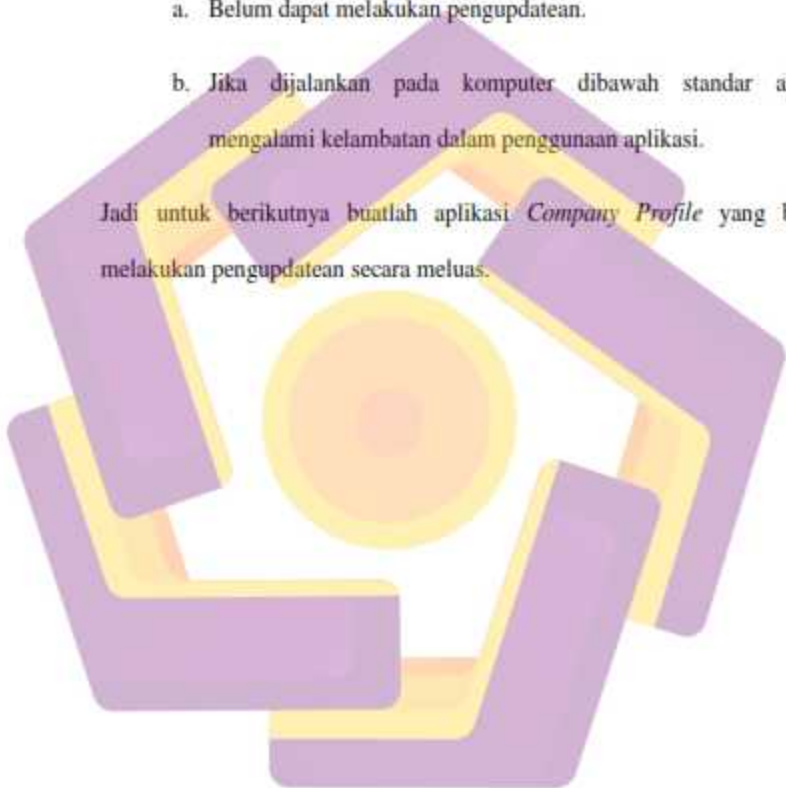 a. Belum dapat melakukan pengupdatean.
b. Jika dijalankan pada komputer dibawah standar a
mengalami kelambatan dalam penggunaan aplikasi.
Jadi untuk berikutnya buatlah aplikasi Company Profile yang b
melakukan pengupdatean secara meluas.